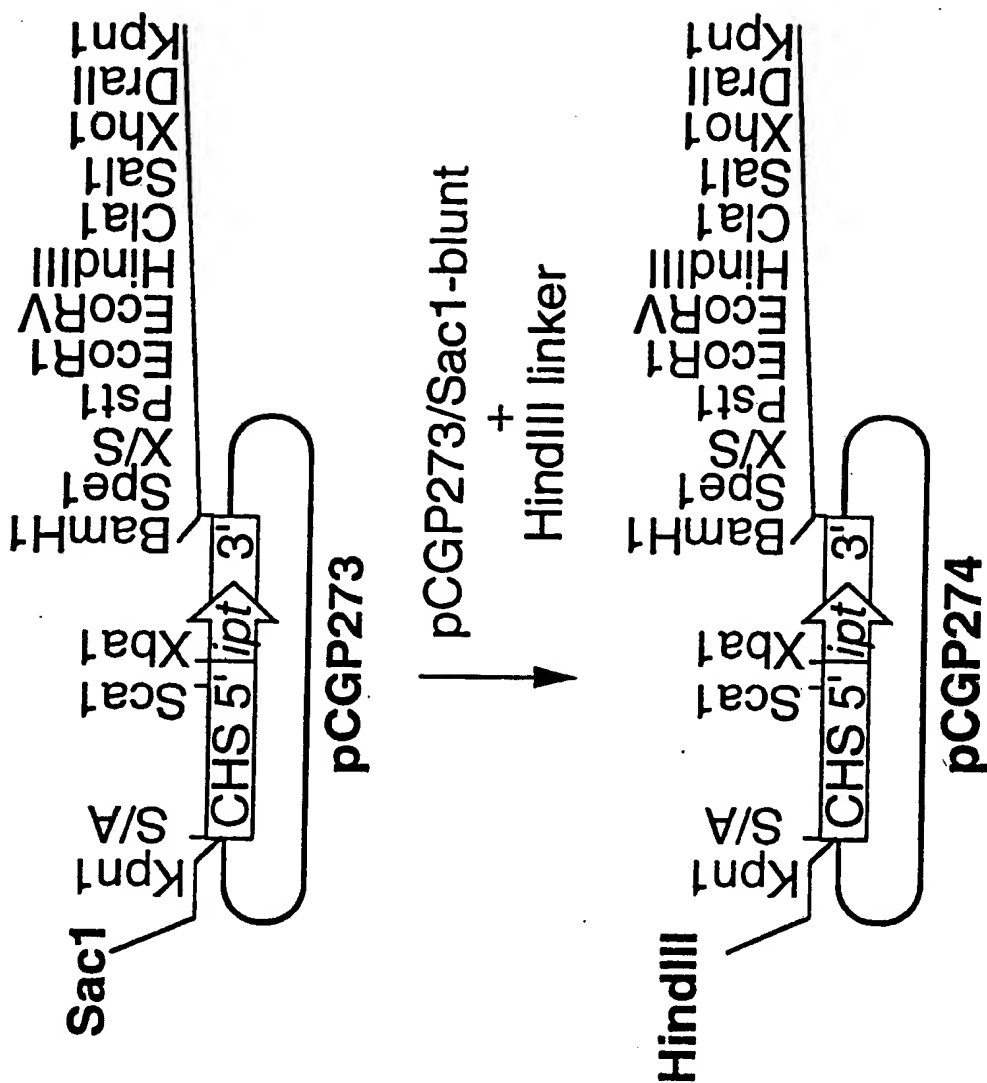 Sac1
Kpn1
S/A
Sca1
Xba1
BamH1
Spe1
X/S
Pst1
EcoR1
EcoRV
HindIII
Cla1
Sal1
Xho1
DraII
Kpn1
CHS 5'
ipt
3'
pCGP273
pCGP273/Sac1-blunt
+
HindIII linker
HindIII
Kpn1
S/A
Sca1
Xba1
BamH1
Spe1
X/S
Pst1
EcoR1
EcoRV
HindIII
Cla1
Sal1
Xho1
DraII
Kpn1
CHS 5'
ipt
3'
pCGP274